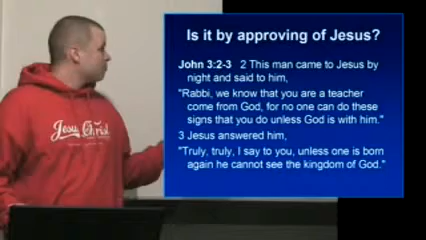 Is it by approving of Jesus?
John 3:2-3 2 This man came to Jesus by
night and said to him,
"Rabbi, we know that you are a teacher
come from God, for no one can do these
signs that you do unless God is with him."
3 Jesus answered him,
"Truly, truly, I say to you, unless one is born
again he cannot see the kingdom of God."
Jesus Christ